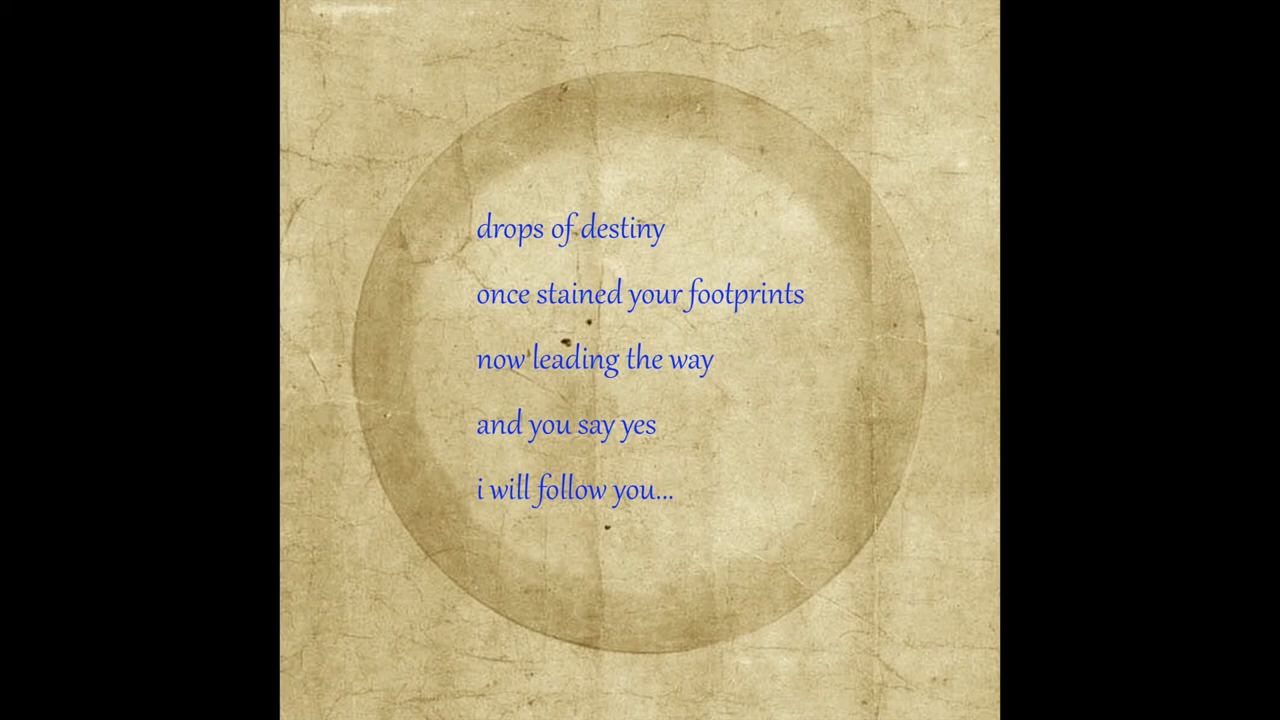 drops of destiny
once stained your footprints
now leading the way
and you say yes
i will follow you...